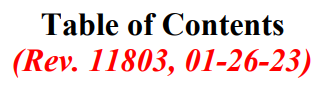 Table of Contents
(Rev. 11803, 01-26-23)